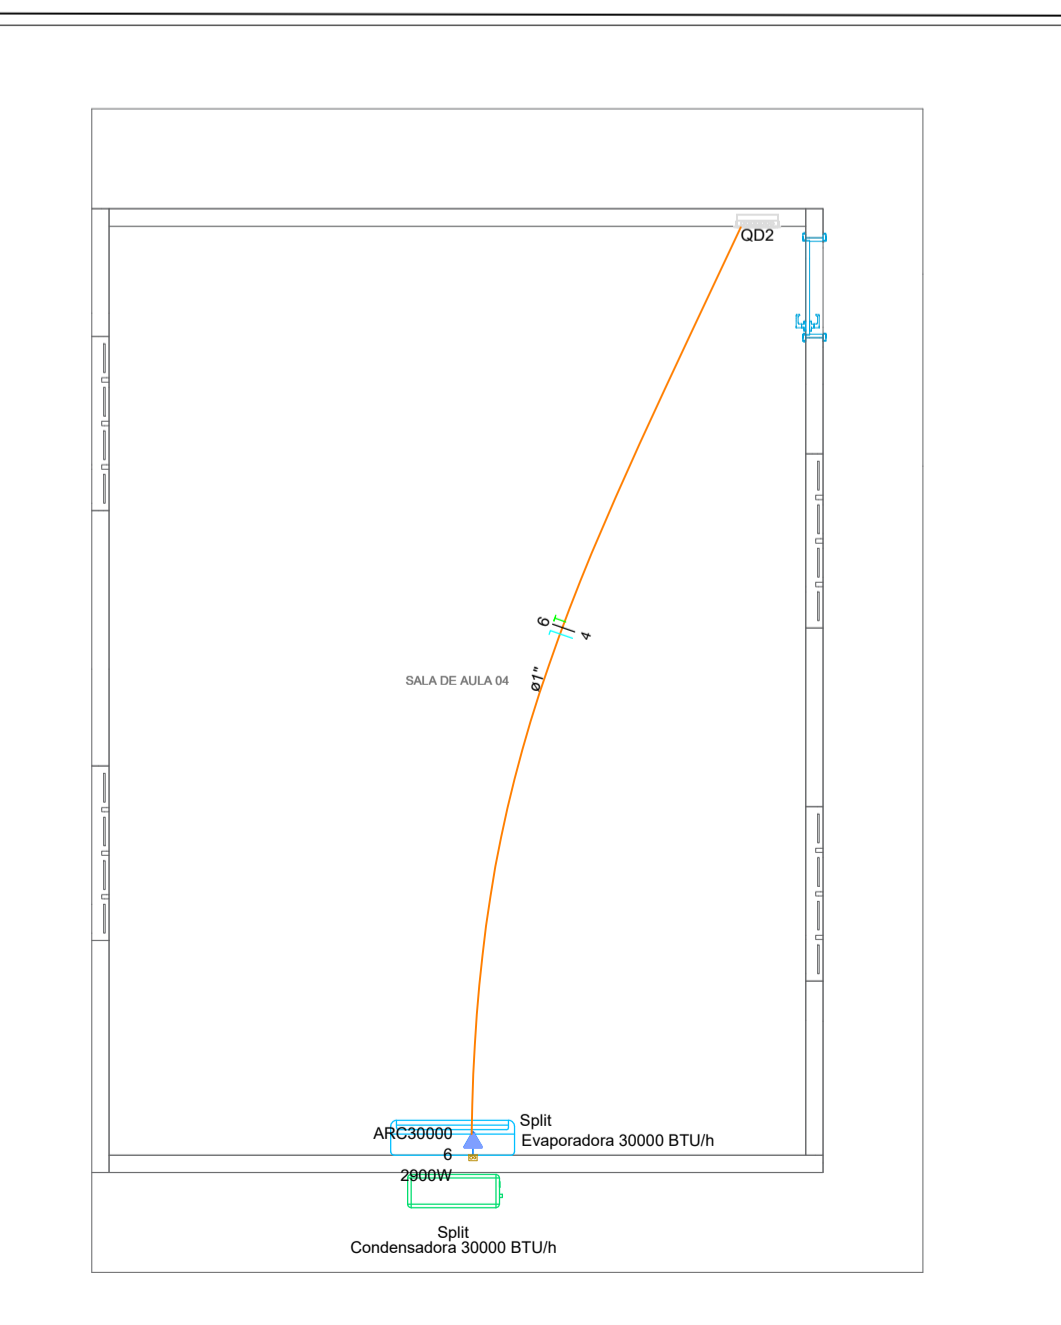 QD2
6
4
ø1"
SALA DE AULA 04
Split
ARC30000
Evaporadora 30000 BTU/h
6
2900W
Split
Condensadora 30000 BTU/h